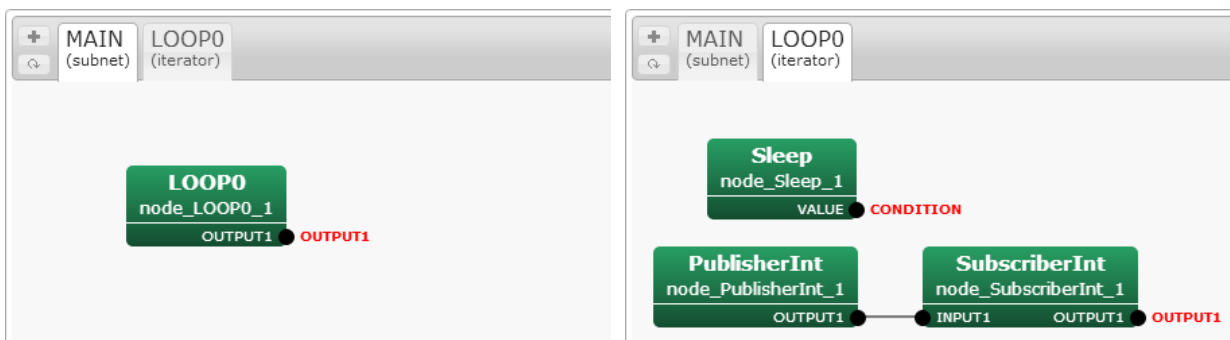 MAIN
(subnet)
LOOP0
(iterator)
LOOP0
node_LOOP0_1
OUTPUT1
OUTPUT1
MAIN
(subnet)
LOOP0
(iterator)
Sleep
node_Sleep_1
VALUE
CONDITION
PublisherInt
node_PublisherInt_1
OUTPUT1
SubscriberInt
node_SubscriberInt_1
INPUT1
OUTPUT1
OUTPUT1